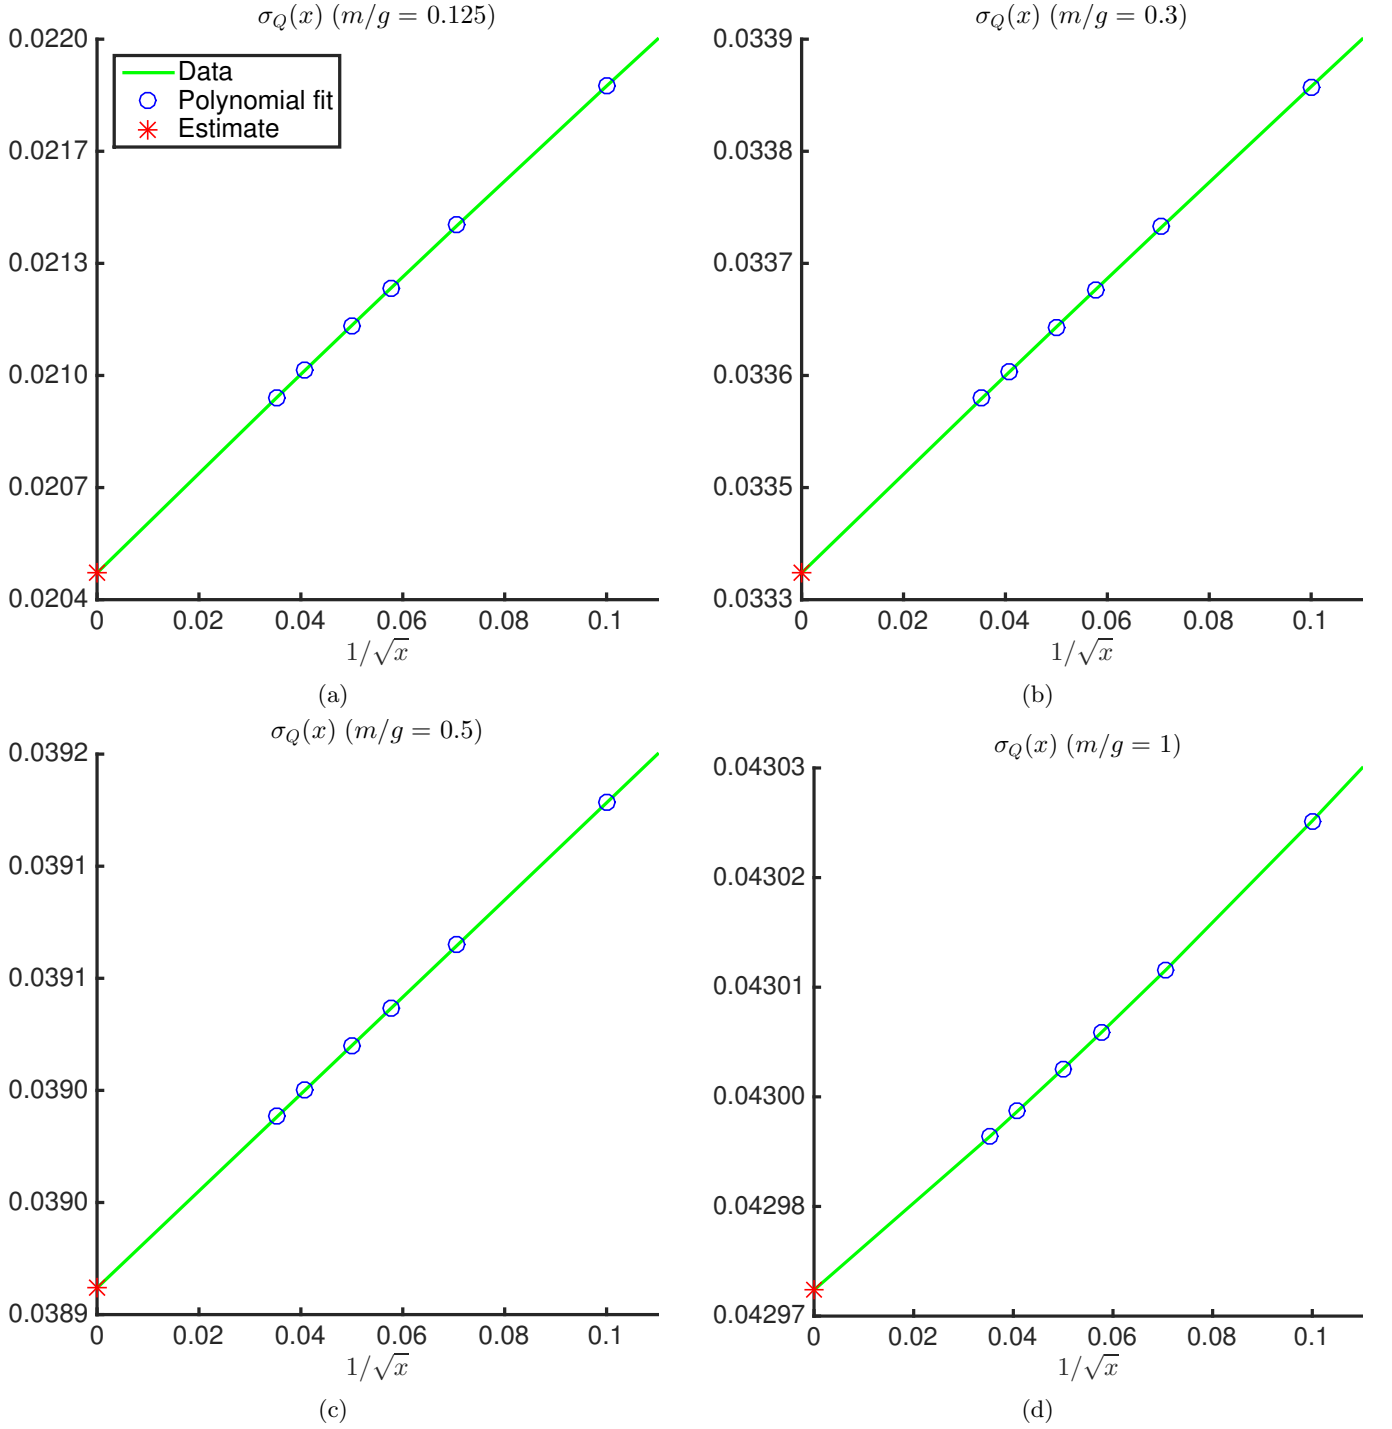 σ_Q(x) (m/g = 0.125)
0.0220
0.0217
0.0213
0.0210
0.0207
0.0204
Data
Polynomial fit
Estimate
0 0.02 0.04 0.06 0.08 0.1
1/√x
(a)
σ_Q(x) (m/g = 0.3)
0.0339
0.0338
0.0337
0.0336
0.0335
0.0333
0 0.02 0.04 0.06 0.08 0.1
1/√x
(b)
σ_Q(x) (m/g = 0.5)
0.0392
0.0391
0.0391
0.0390
0.0390
0.0389
0 0.02 0.04 0.06 0.08 0.1
1/√x
(c)
σ_Q(x) (m/g = 1)
0.04303
0.04302
0.04301
0.04300
0.04298
0.04297
0 0.02 0.04 0.06 0.08 0.1
1/√x
(d)